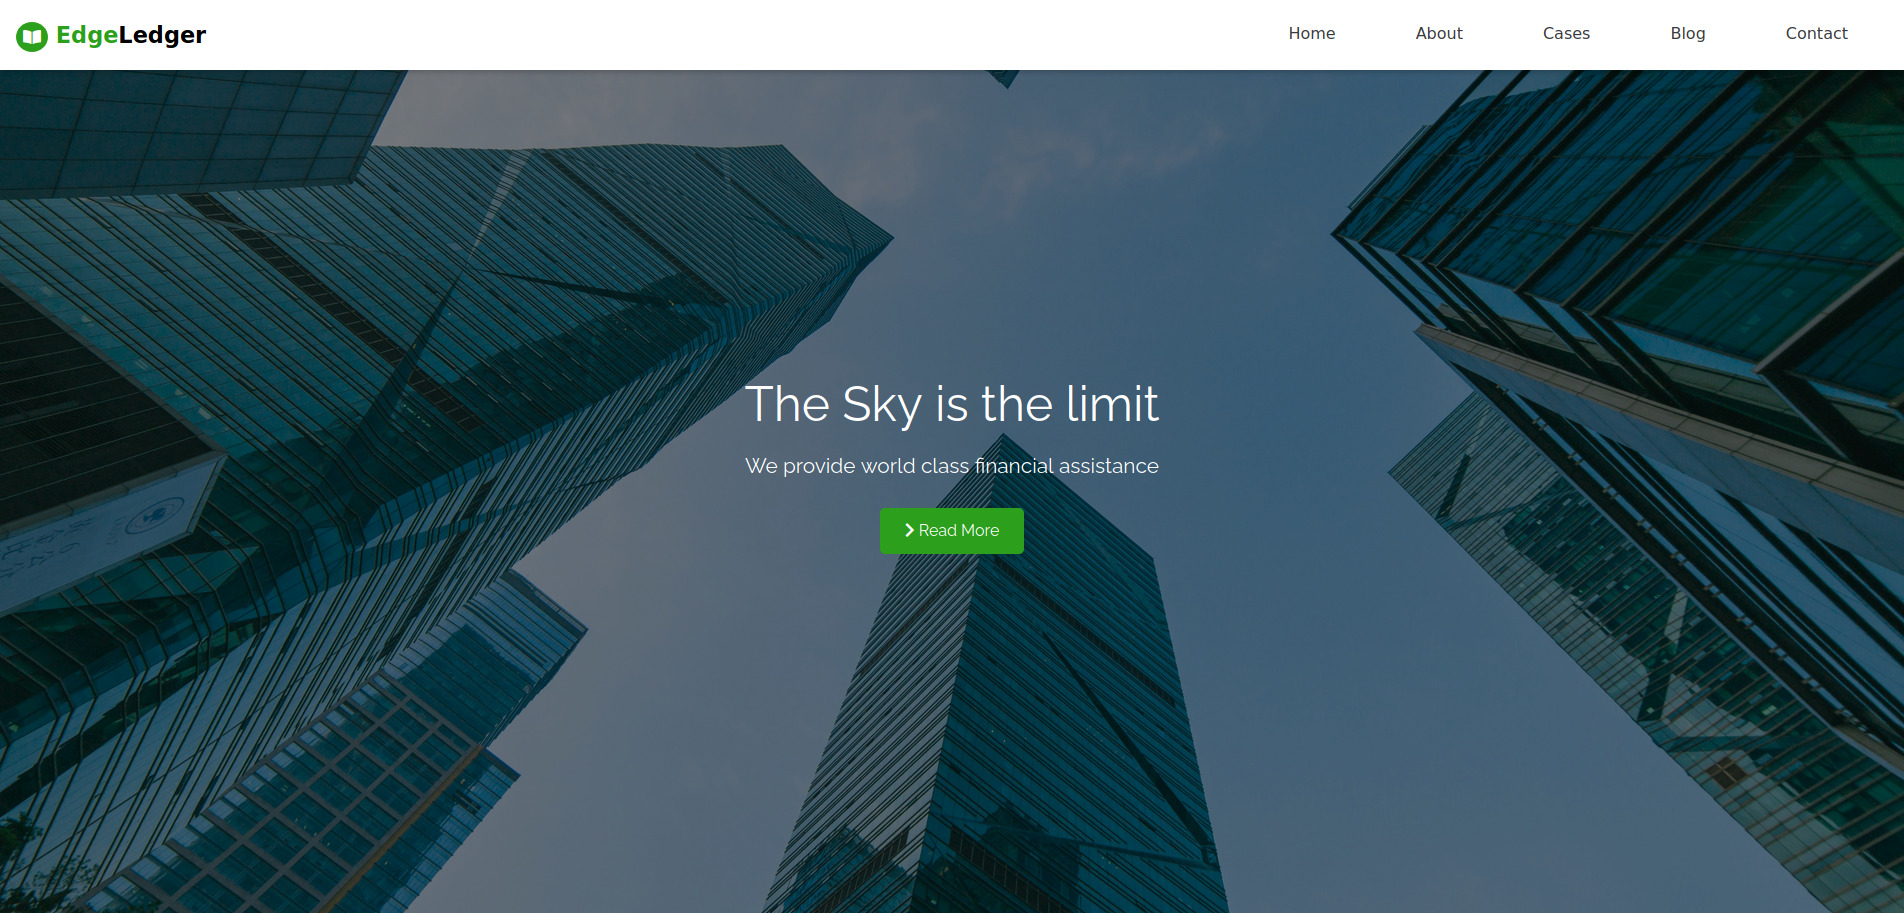 EdgeLedger
Home About Cases Blog Contact
The Sky is the limit
We provide world class financial assistance
Read More